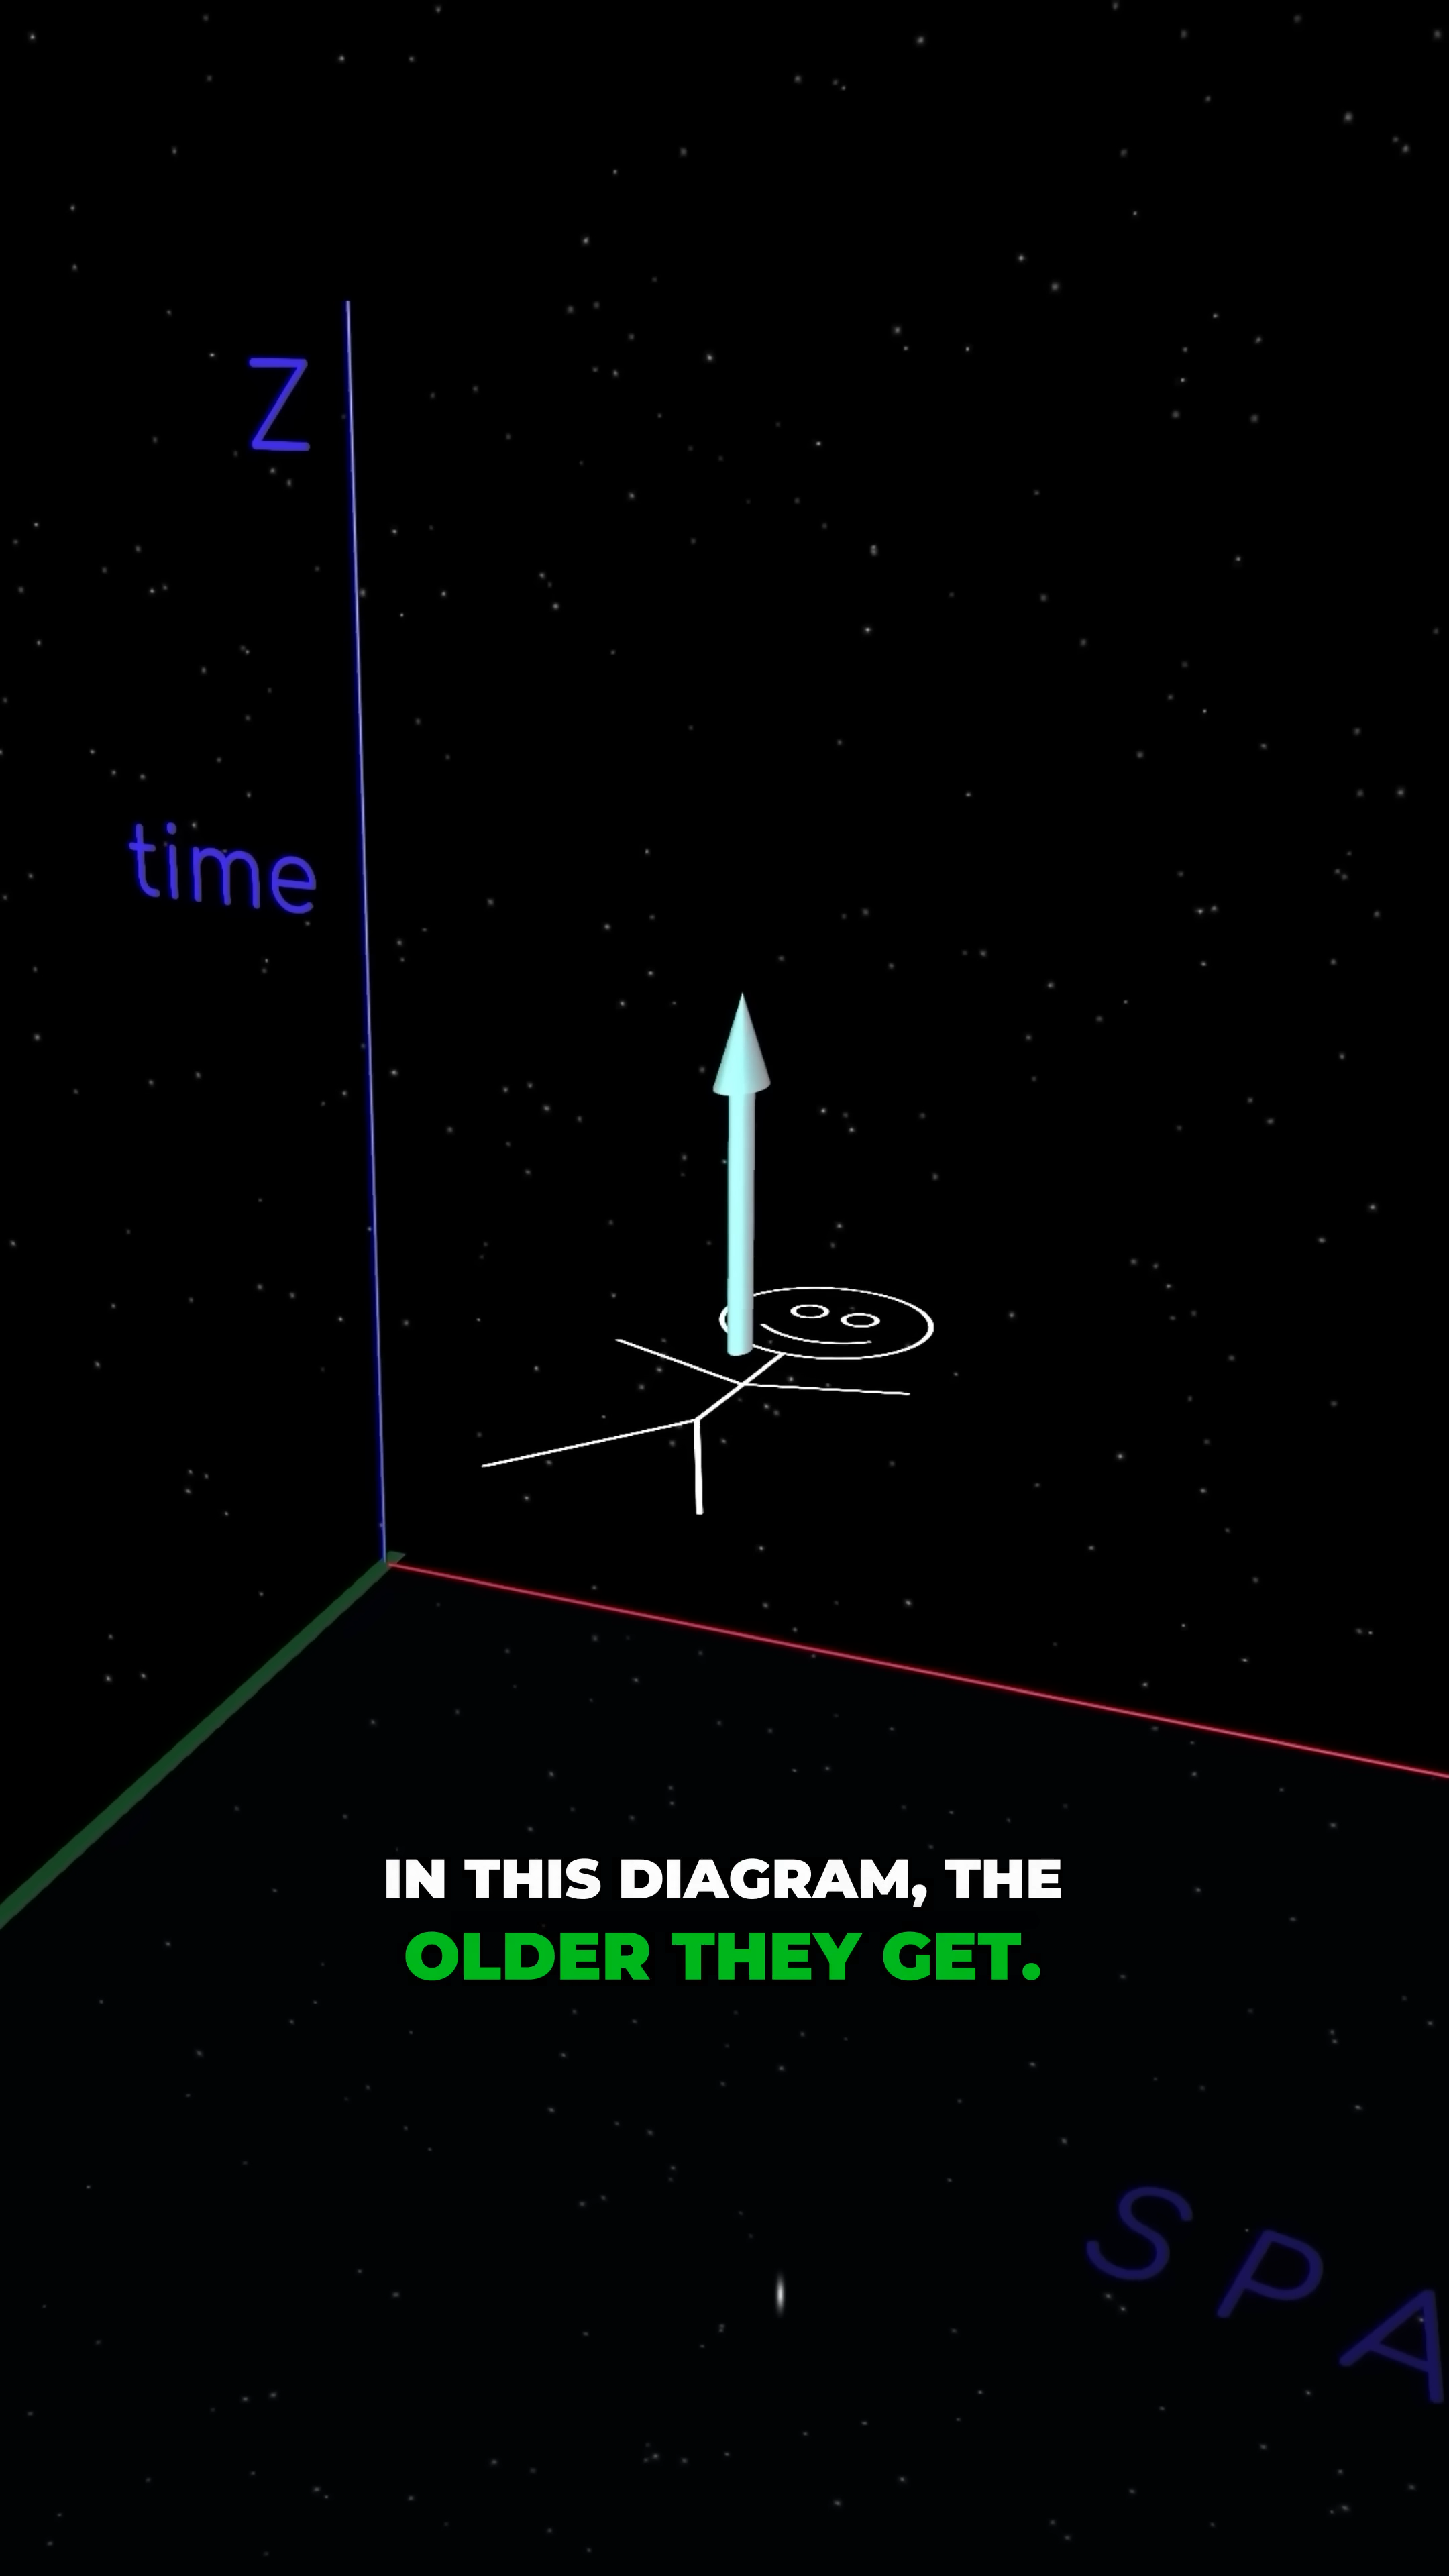 Z
time
IN THIS DIAGRAM, THE
OLDER THEY GET.
SPA